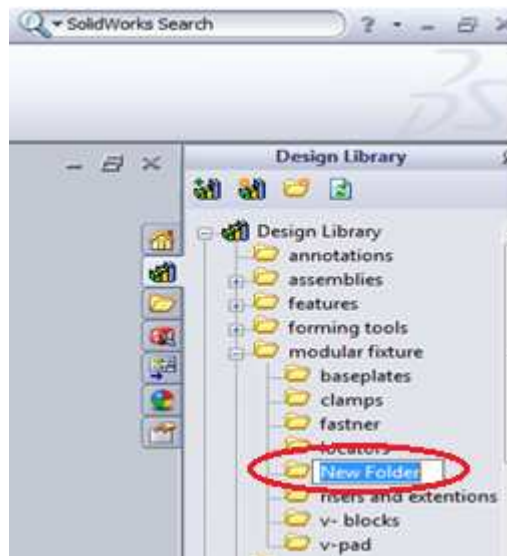 SolidWorks Search ?
Design Library
Design Library
annotations
assemblies
features
forming tools
modular fixture
baseplates
clamps
fastner
locators
New Folder
risers and extentions
v- blocks
v-pad